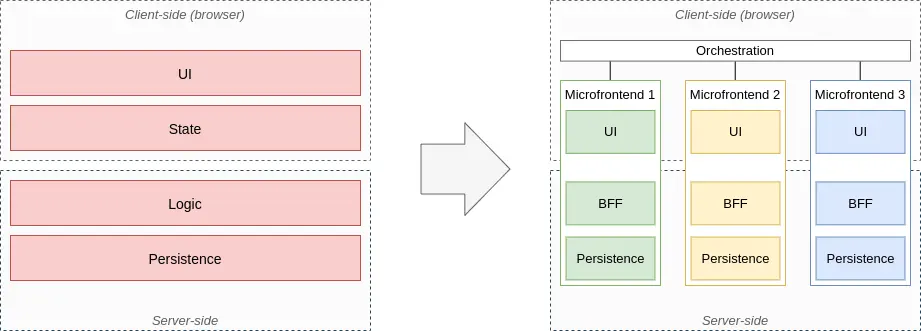 Client-side (browser)
UI
State
Logic
Persistence
Server-side
Client-side (browser)
Orchestration
Microfrontend 1
Microfrontend 2
Microfrontend 3
UI
UI
UI
BFF
BFF
BFF
Persistence
Persistence
Persistence
Server-side